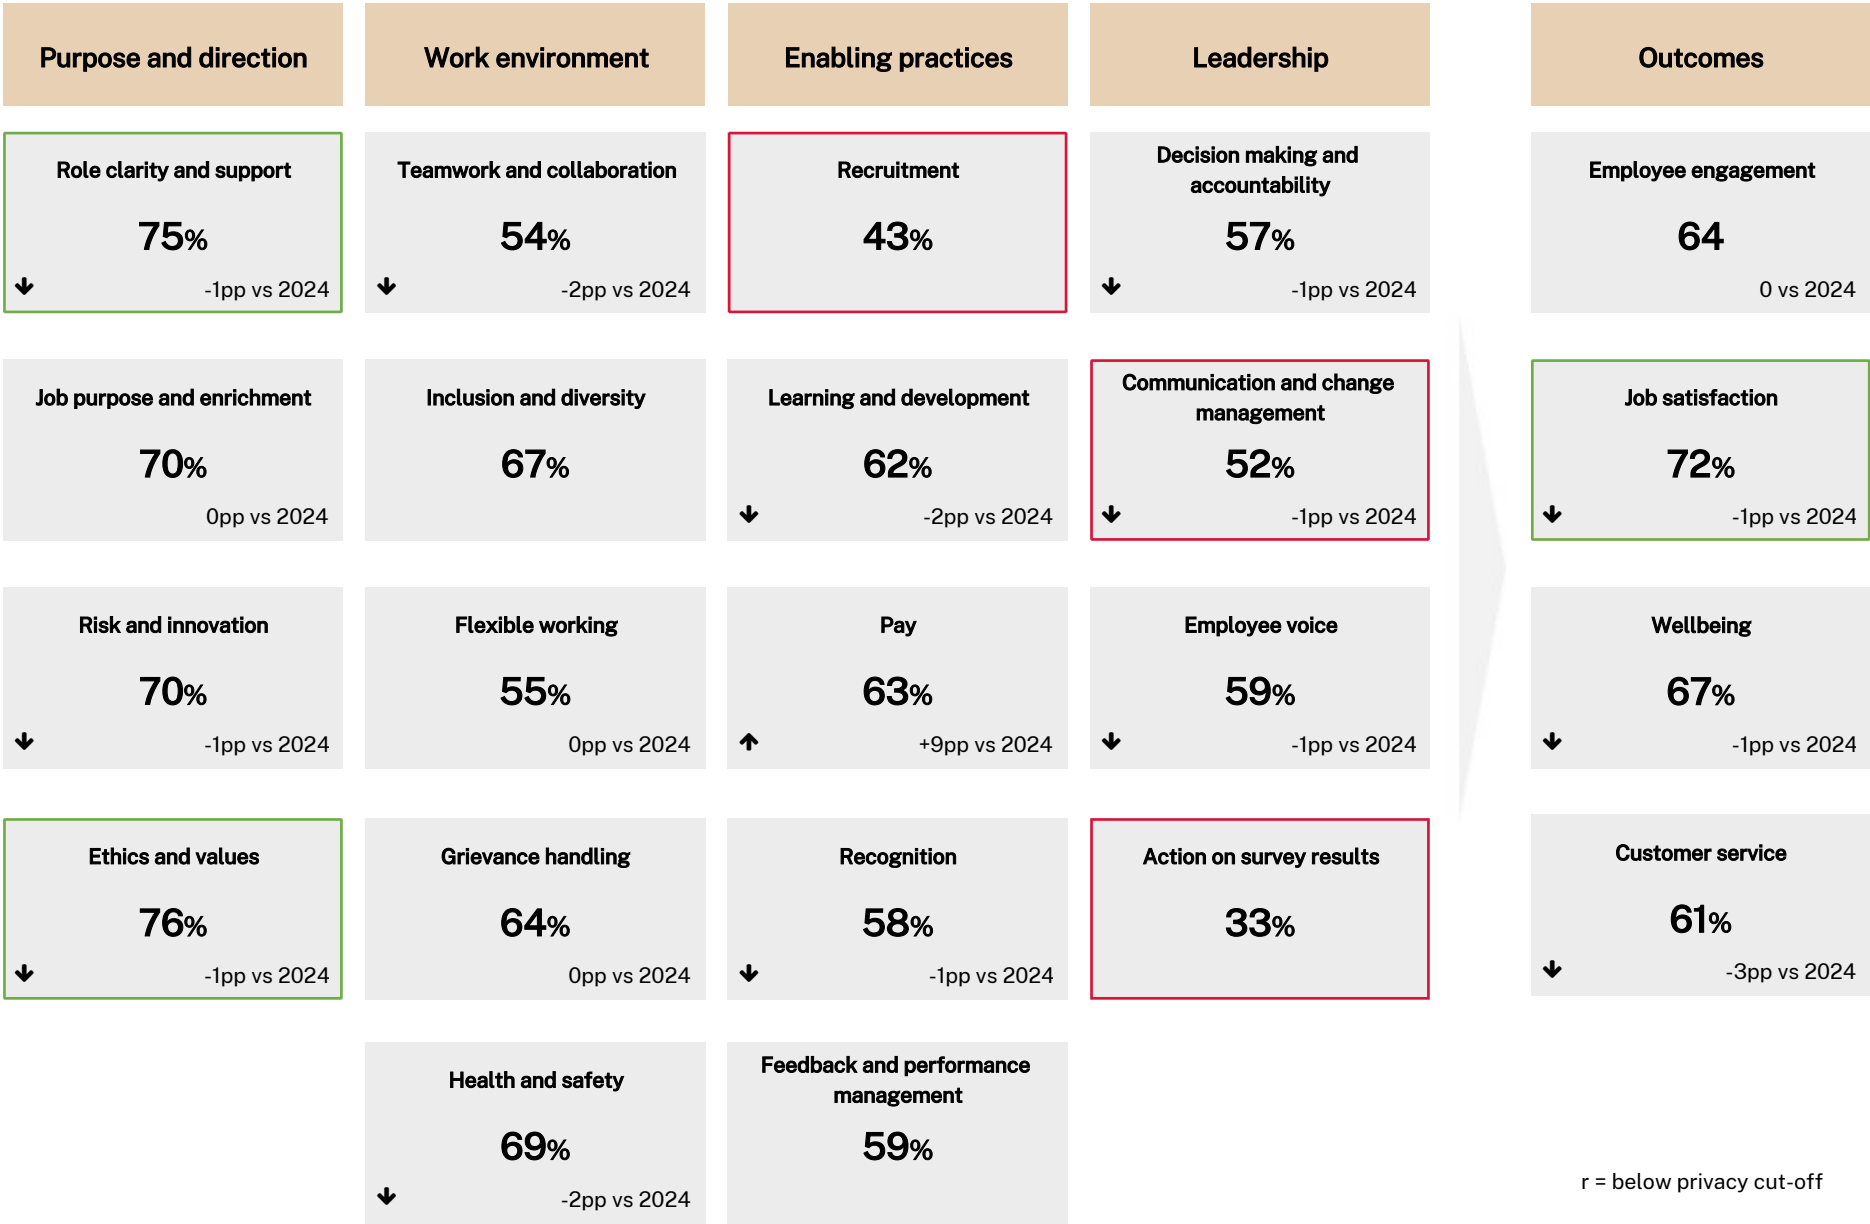 Purpose and direction
Role clarity and support
75%
-1pp vs 2024
Job purpose and enrichment
70%
0pp vs 2024
Risk and innovation
70%
-1pp vs 2024
Ethics and values
76%
-1pp vs 2024
Work environment
Teamwork and collaboration
54%
-2pp vs 2024
Inclusion and diversity
67%
Flexible working
55%
0pp vs 2024
Grievance handling
64%
0pp vs 2024
Health and safety
69%
-2pp vs 2024
Enabling practices
Recruitment
43%
Learning and development
62%
-2pp vs 2024
Pay
63%
+9pp vs 2024
Recognition
58%
-1pp vs 2024
Feedback and performance
management
59%
Leadership
Decision making and
accountability
57%
-1pp vs 2024
Communication and change
management
52%
-1pp vs 2024
Employee voice
59%
-1pp vs 2024
Action on survey results
33%
Outcomes
Employee engagement
64
0 vs 2024
Job satisfaction
72%
-1pp vs 2024
Wellbeing
67%
-1pp vs 2024
Customer service
61%
-3pp vs 2024
r = below privacy cut-off